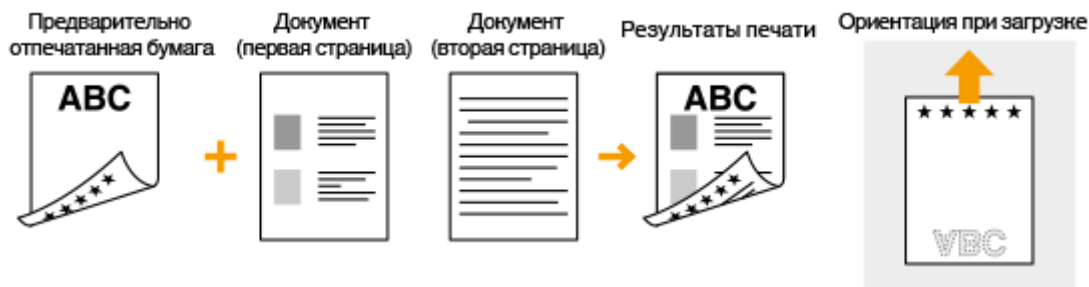 Предварительно
отпечатанная бумага
Документ
(первая страница)
Документ
(вторая страница)
Результаты печати
Ориентация при загрузке
ABC
ABC
ABC